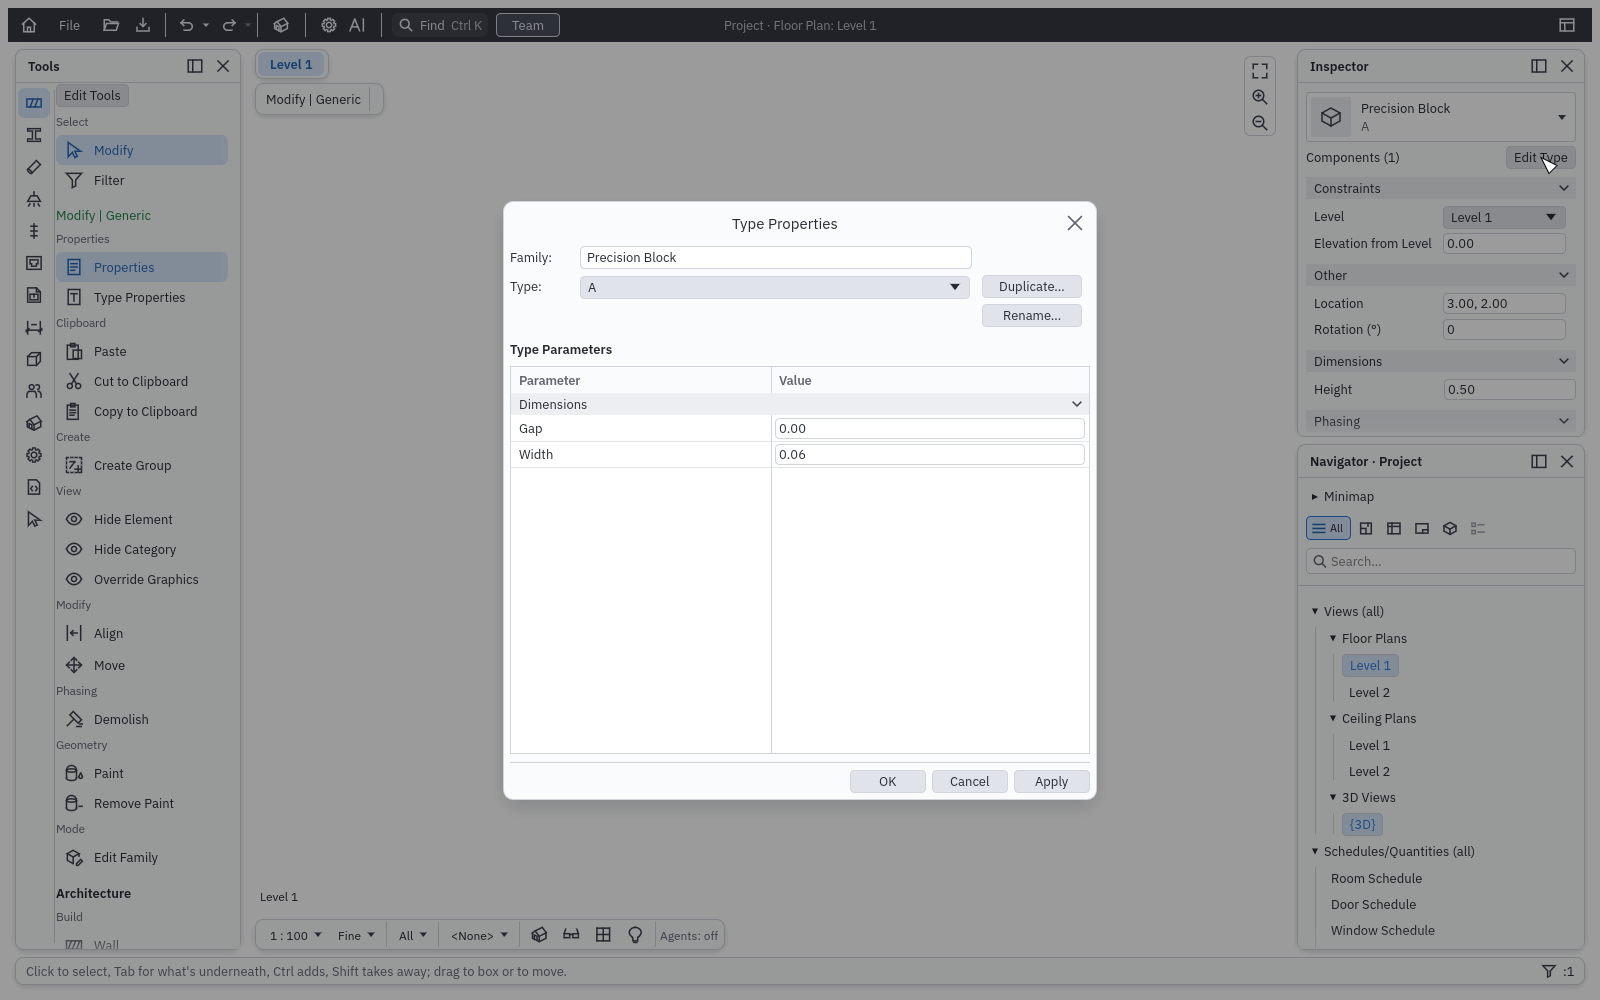 File
Find Ctrl K
Team
Project · Floor Plan: Level 1
Tools
Edit Tools
Select
Modify
Filter
Modify | Generic
Properties
Properties
Type Properties
Clipboard
Paste
Cut to Clipboard
Copy to Clipboard
Create
Create Group
View
Hide Element
Hide Category
Override Graphics
Modify
Align
Move
Phasing
Demolish
Geometry
Paint
Remove Paint
Mode
Edit Family
Architecture
Build
Wall
Level 1
Modify | Generic
Type Properties
Family: Precision Block
Type: A
Duplicate...
Rename...
Type Parameters
Parameter Value
Dimensions
Gap 0.00
Width 0.06
OK Cancel Apply
Level 1
1 : 100 Fine All <None> Agents: off
Inspector
Precision Block
A
Components (1) Edit Type
Constraints
Level Level 1
Elevation from Level 0.00
Other
Location 3.00, 2.00
Rotation (°) 0
Dimensions
Height 0.50
Phasing
Navigator · Project
Minimap
All
Search...
Views (all)
Floor Plans
Level 1
Level 2
Ceiling Plans
Level 1
Level 2
3D Views
{3D}
Schedules/Quantities (all)
Room Schedule
Door Schedule
Window Schedule
Click to select, Tab for what's underneath, Ctrl adds, Shift takes away; drag to box or to move.
:1